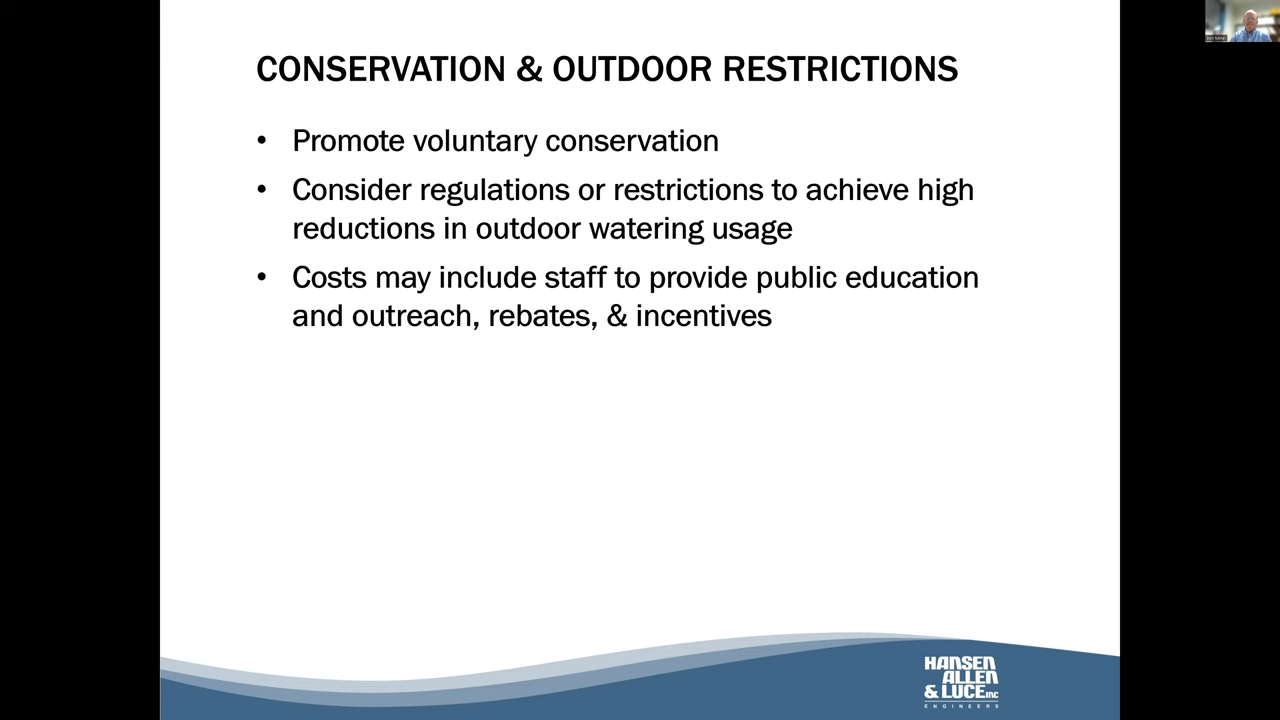 CONSERVATION & OUTDOOR RESTRICTIONS
• Promote voluntary conservation
• Consider regulations or restrictions to achieve high
reductions in outdoor watering usage
• Costs may include staff to provide public education
and outreach, rebates, & incentives
HANSEN
ALLEN
& LUCE INC
ENGINEERS